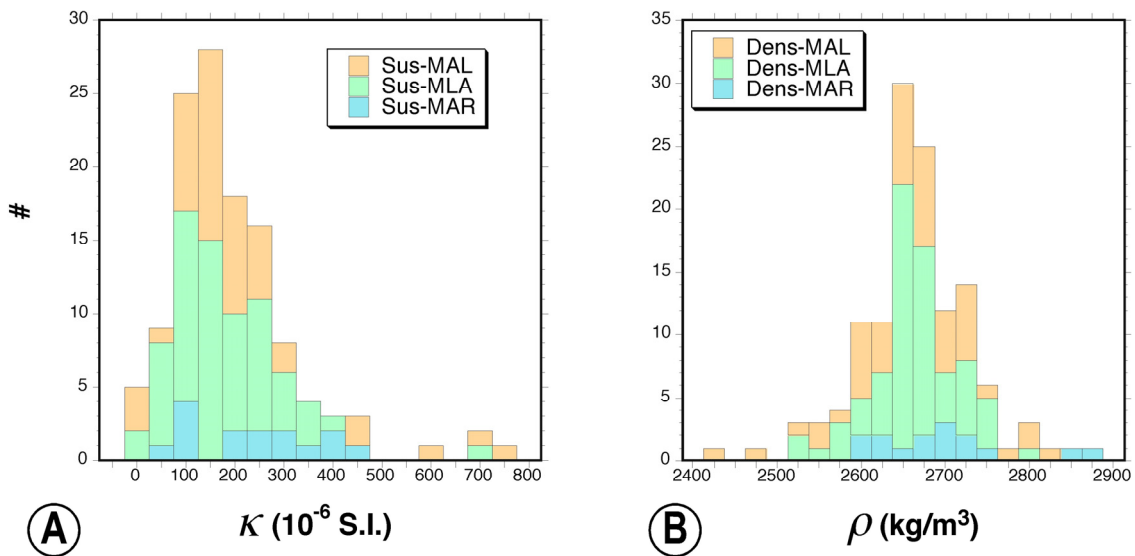 30
25
20
15
10
5
0
#
Sus-MAL
Sus-MLA
Sus-MAR
0 100 200 300 400 500 600 700 800
A
κ (10⁻⁶ S.I.)
35
30
25
20
15
10
5
0
Dens-MAL
Dens-MLA
Dens-MAR
2400 2500 2600 2700 2800 2900
B
ρ (kg/m³)